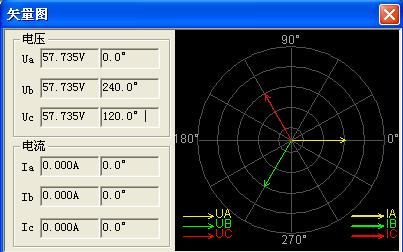 矢量图
电压
Ua 57.735V 0.0°
Ub 57.735V 240.0°
Uc 57.735V 120.0°
电流
Ia 0.000A 0.0°
Ib 0.000A 0.0°
Ic 0.000A 0.0°
90°
180° 0°
270°
UA IA
UB IB
UC IC